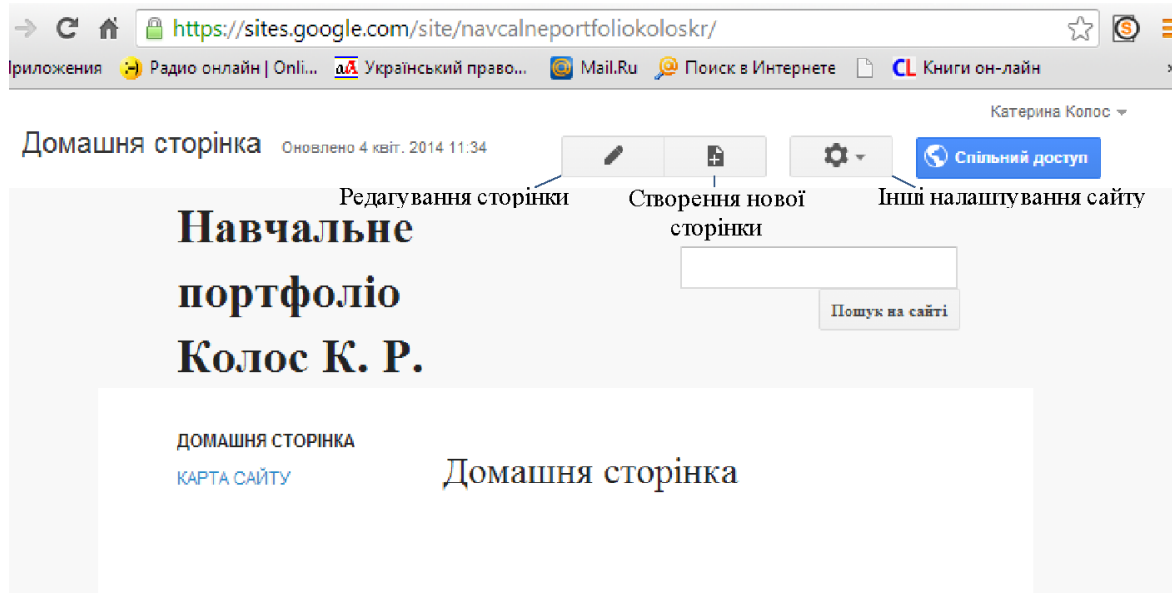 https://sites.google.com/site/navcalneportfoliokoloskr/
Приложения Радио онлайн | Onli... Український право... Mail.Ru Поиск в Интернете CL Книги он-лайн »
Катерина Колос
Домашня сторінка Оновлено 4 квіт. 2014 11:34 Спільний доступ
Редагування сторінки Створення нової сторінки Інші налаштування сайту
Навчальне
портфоліо
Колос К. Р.
Пошук на сайті
ДОМАШНЯ СТОРІНКА
КАРТА САЙТУ
Домашня сторінка